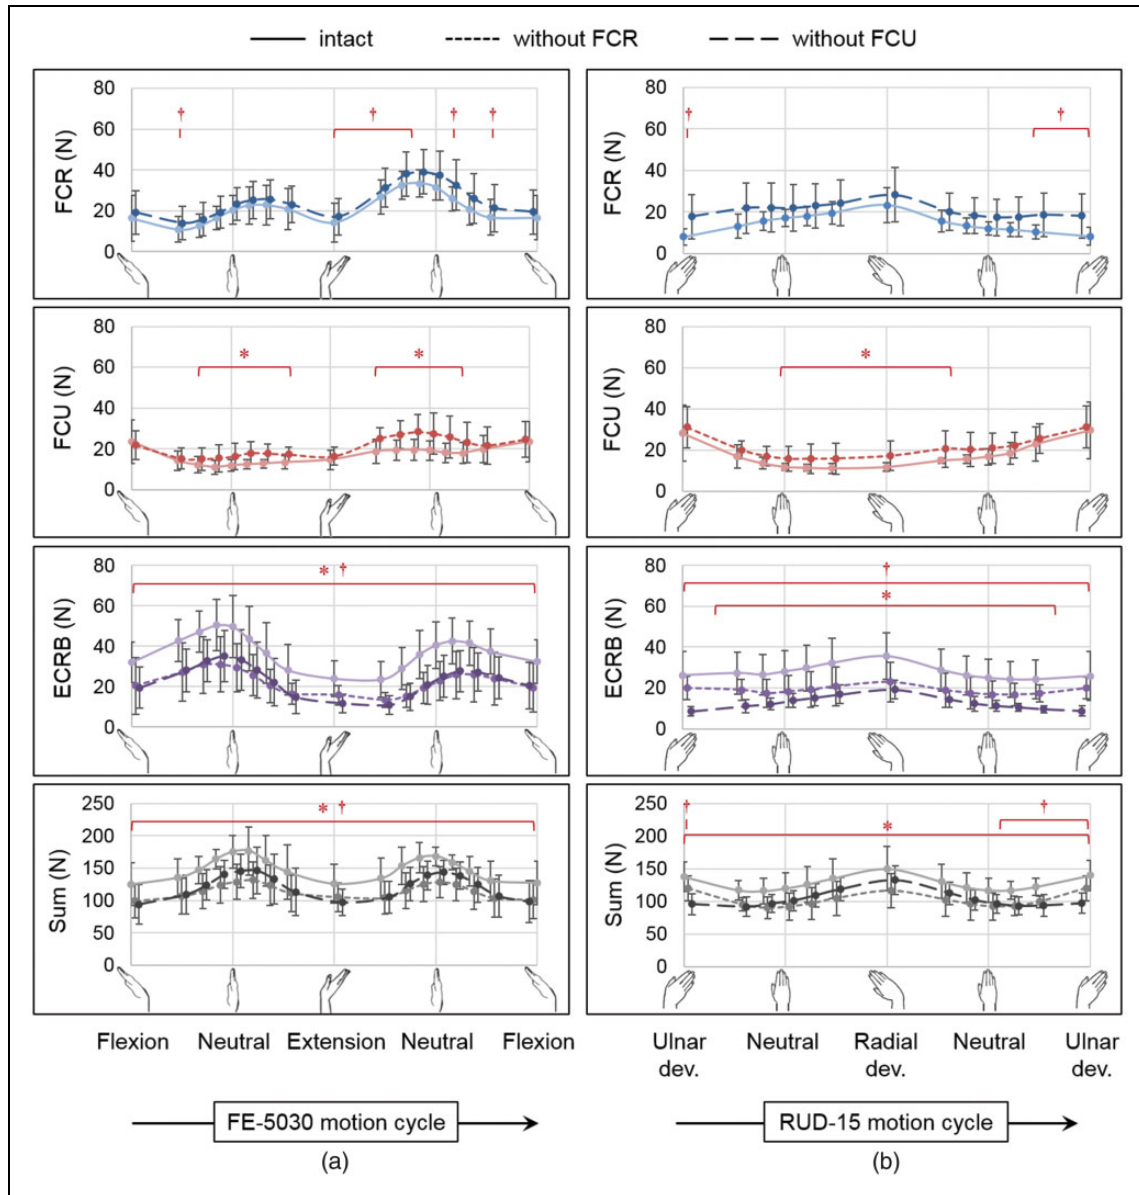 intact without FCR without FCU
80
60
40
20
0
FCR (N)
† † † †
80
60
40
20
0
FCR (N)
† †
80
60
40
20
0
FCU (N)
* *
80
60
40
20
0
FCU (N)
*
80
60
40
20
0
ECRB (N)
* †
80
60
40
20
0
ECRB (N)
†
*
250
200
150
100
50
0
Sum (N)
* †
250
200
150
100
50
0
Sum (N)
† * †
Flexion Neutral Extension Neutral Flexion
Ulnar dev. Neutral Radial dev. Neutral Ulnar dev.
FE-5030 motion cycle
RUD-15 motion cycle
(a)
(b)